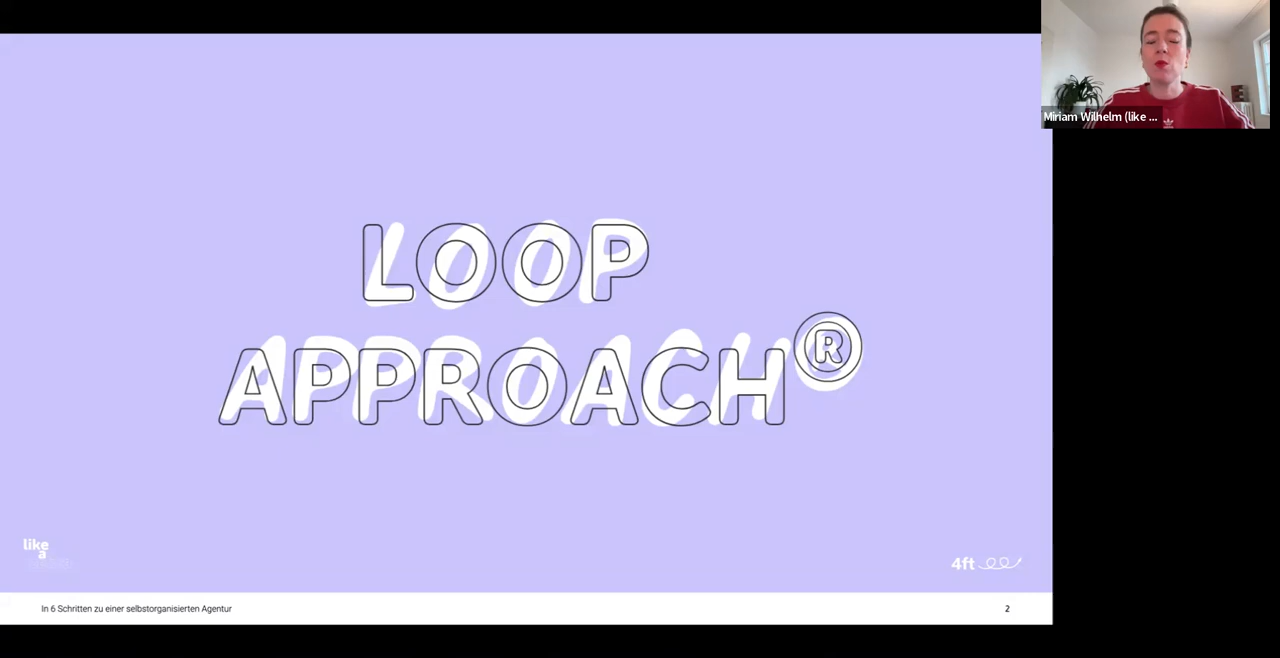 Miriam Wilhelm (like ...
LOOP
APPROACH®
like
a
4ft
In 6 Schritten zu einer selbstorganisierten Agentur
2